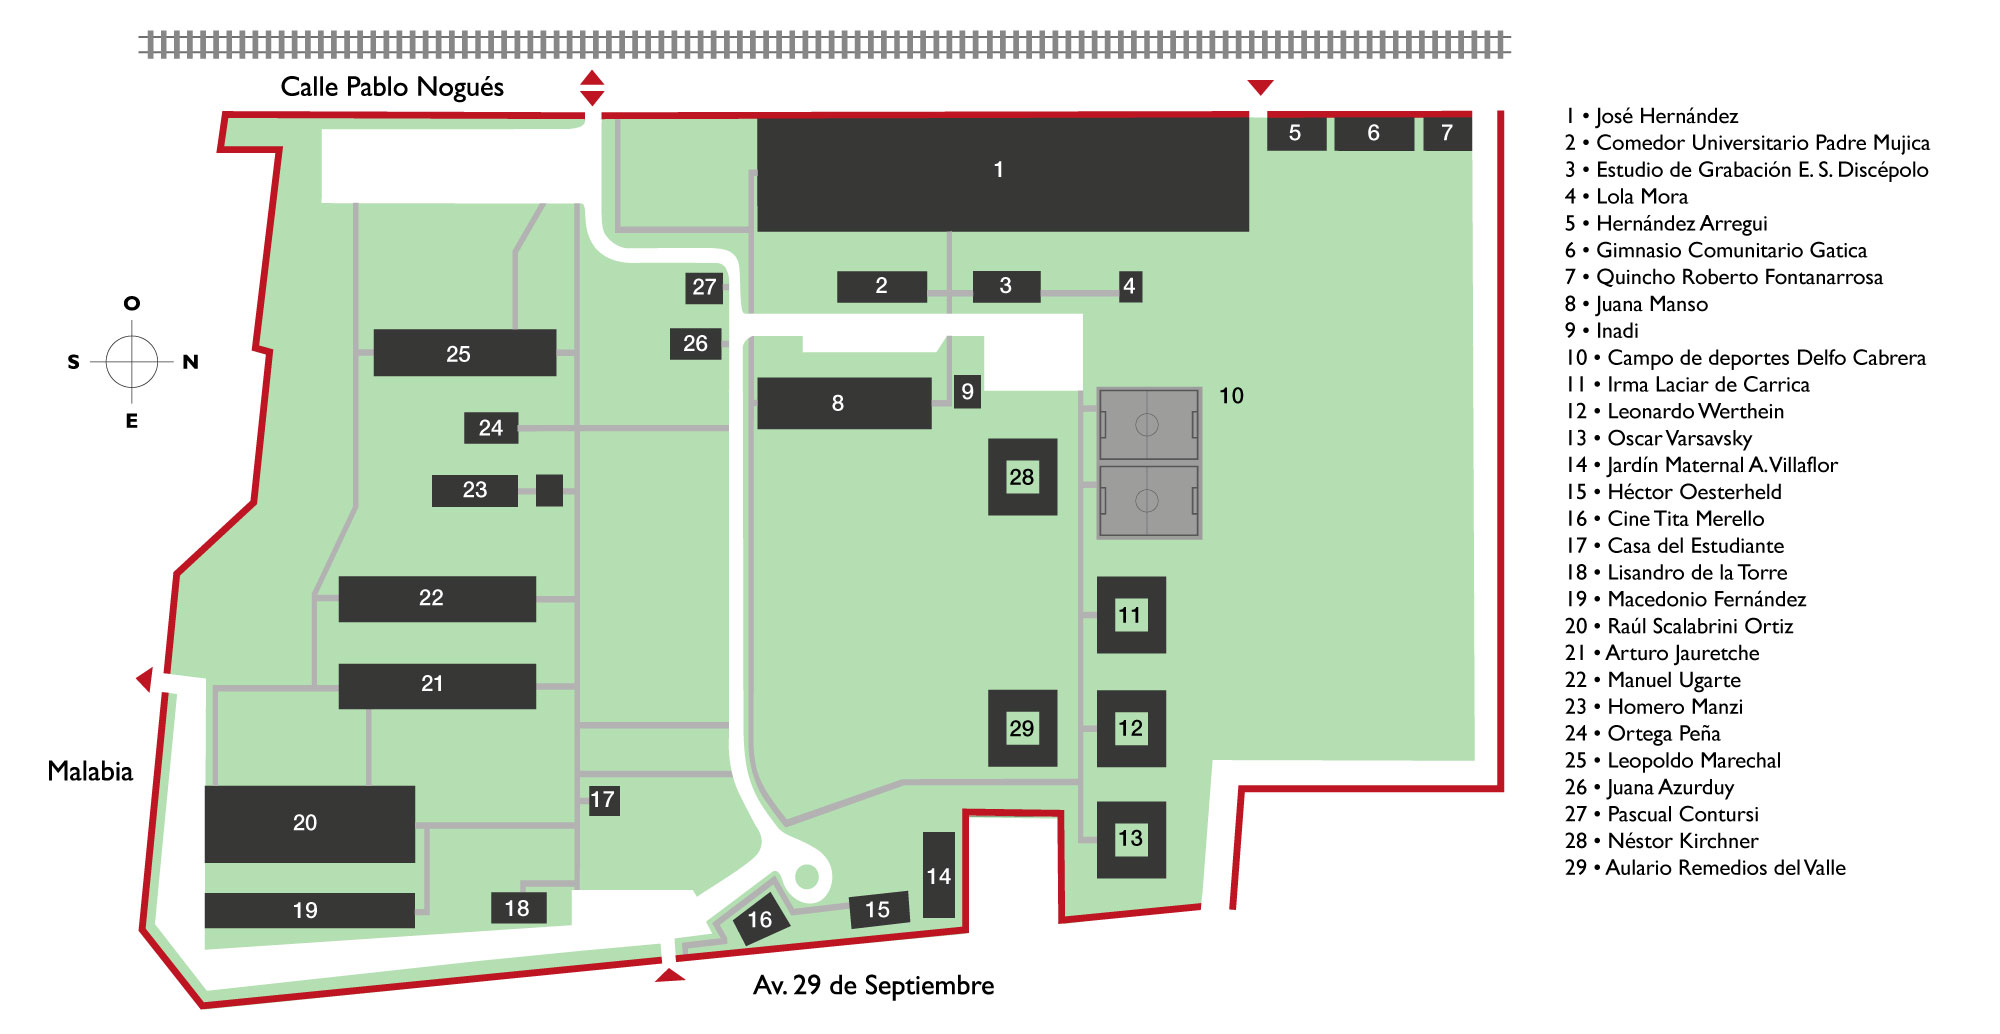 Calle Pablo Nogués
O
S
N
E
Malabia
Av. 29 de Septiembre
1
2
3
4
5
6
7
8
9
10
11
12
13
14
15
16
17
18
19
20
21
22
23
24
25
26
27
28
29
1 • José Hernández
2 • Comedor Universitario Padre Mujica
3 • Estudio de Grabación E. S. Discépolo
4 • Lola Mora
5 • Hernández Arregui
6 • Gimnasio Comunitario Gatica
7 • Quincho Roberto Fontanarrosa
8 • Juana Manso
9 • Inadi
10 • Campo de deportes Delfo Cabrera
11 • Irma Laciar de Carrica
12 • Leonardo Werthein
13 • Oscar Varsavsky
14 • Jardín Maternal A. Villaflor
15 • Héctor Oesterheld
16 • Cine Tita Merello
17 • Casa del Estudiante
18 • Lisandro de la Torre
19 • Macedonio Fernández
20 • Raúl Scalabrini Ortiz
21 • Arturo Jauretche
22 • Manuel Ugarte
23 • Homero Manzi
24 • Ortega Peña
25 • Leopoldo Marechal
26 • Juana Azurduy
27 • Pascual Contursi
28 • Néstor Kirchner
29 • Aulario Remedios del Valle